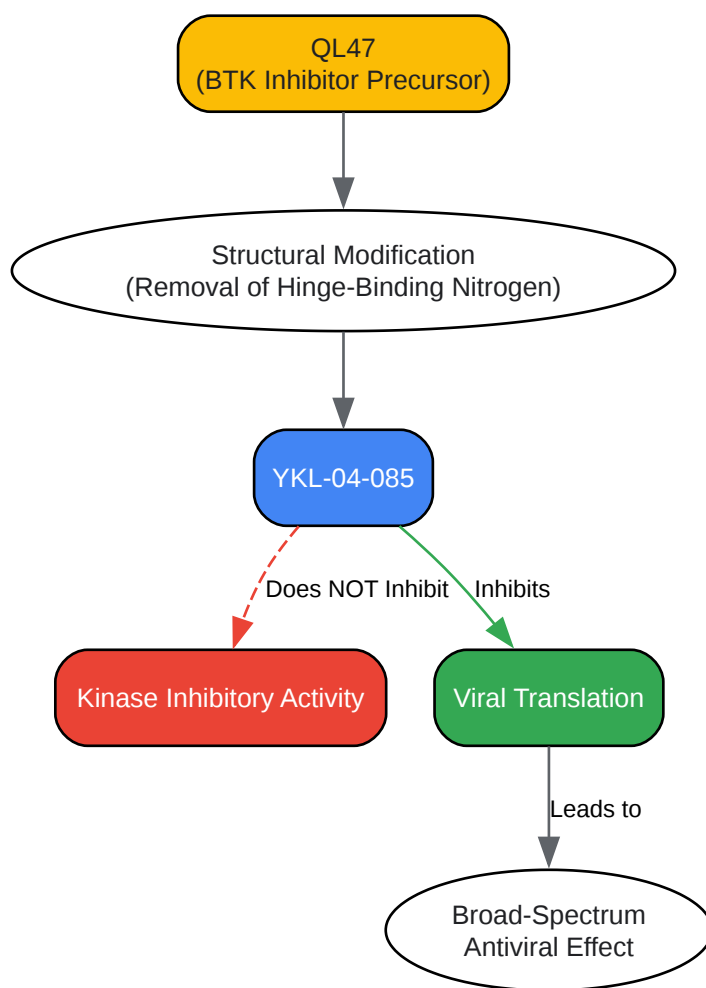 QL47
(BTK Inhibitor Precursor)
Structural Modification
(Removal of Hinge-Binding Nitrogen)
YKL-04-085
Does NOT Inhibit
Inhibits
Kinase Inhibitory Activity
Viral Translation
Leads to
Broad-Spectrum
Antiviral Effect